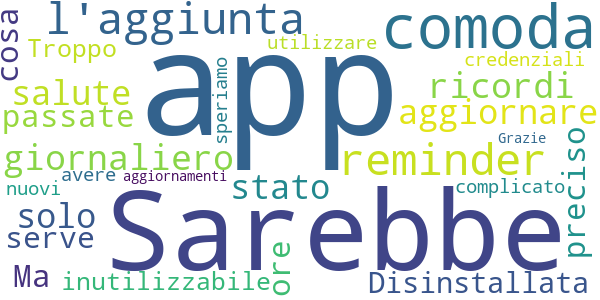 cosa
l'aggiunta
comoda
Troppo
utilizzare
credenziali
salute
app
speriamo
ricordi
passate
aggiornare
Grazie
giornaliero
reminder
preciso
avere
aggiornamenti
stato
complicato
nuovi
Sarebbe
solo
serve
Ma
inutilizzabile
ore
Disinstallata